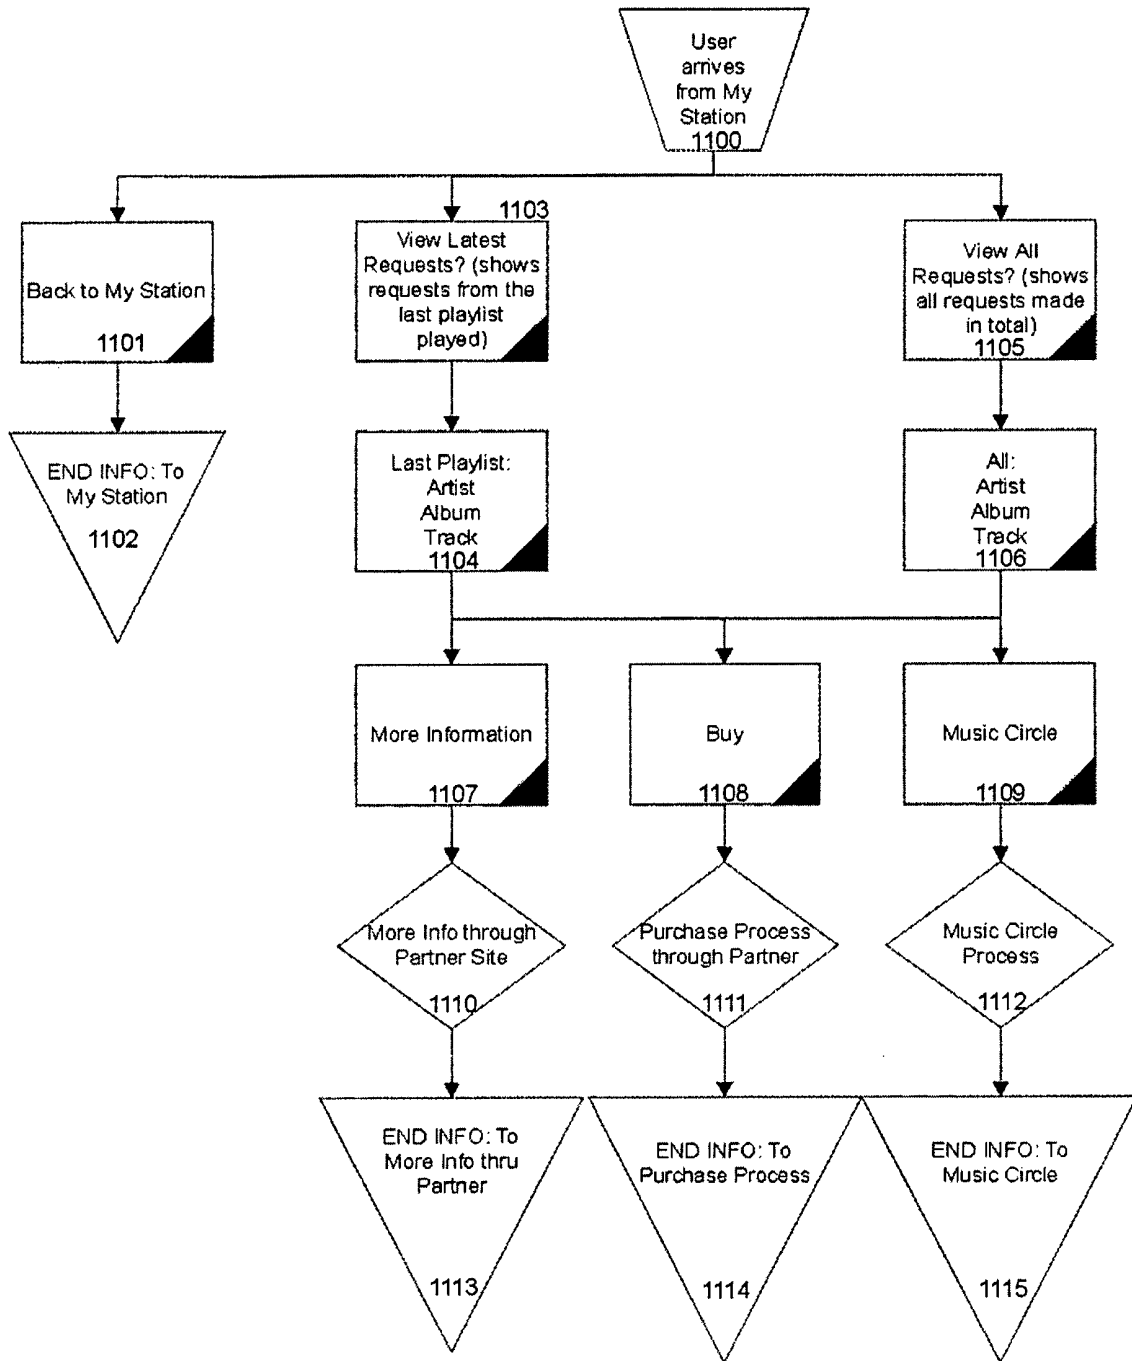 User
arrives
from My
Station
1100
Back to My Station
1101
1103
View Latest
Requests? (shows
requests from the
last playlist
played)
View All
Requests? (shows
all requests made
in total)
1105
END INFO: To
My Station
1102
Last Playlist:
Artist
Album
Track
1104
All:
Artist
Album
Track
1106
More Information
1107
Buy
1108
Music Circle
1109
More Info through
Partner Site
1110
Purchase Process
through Partner
1111
Music Circle
Process
1112
END INFO: To
More Info thru
Partner
1113
END INFO: To
Purchase Process
1114
END INFO: To
Music Circle
1115